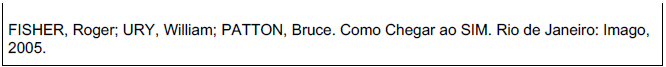 FISHER, Roger; URY, William; PATTON, Bruce. Como Chegar ao SIM. Rio de Janeiro: Imago,
2005.